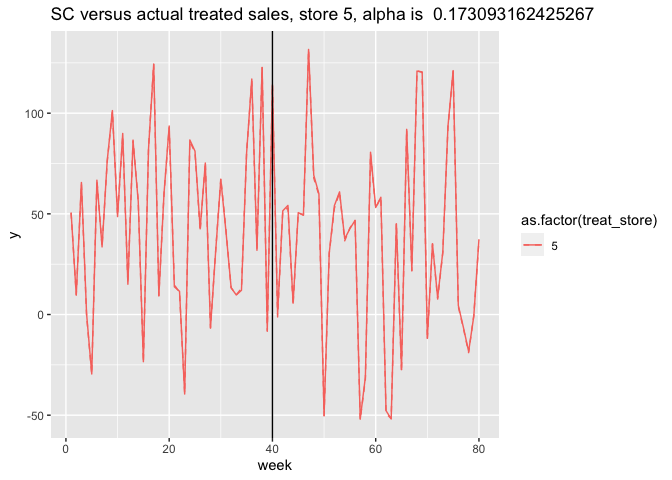 SC versus actual treated sales, store 5, alpha is  0.173093162425267
y
100
50
0
-50
0
20
40
60
80
week
as.factor(treat_store)
5